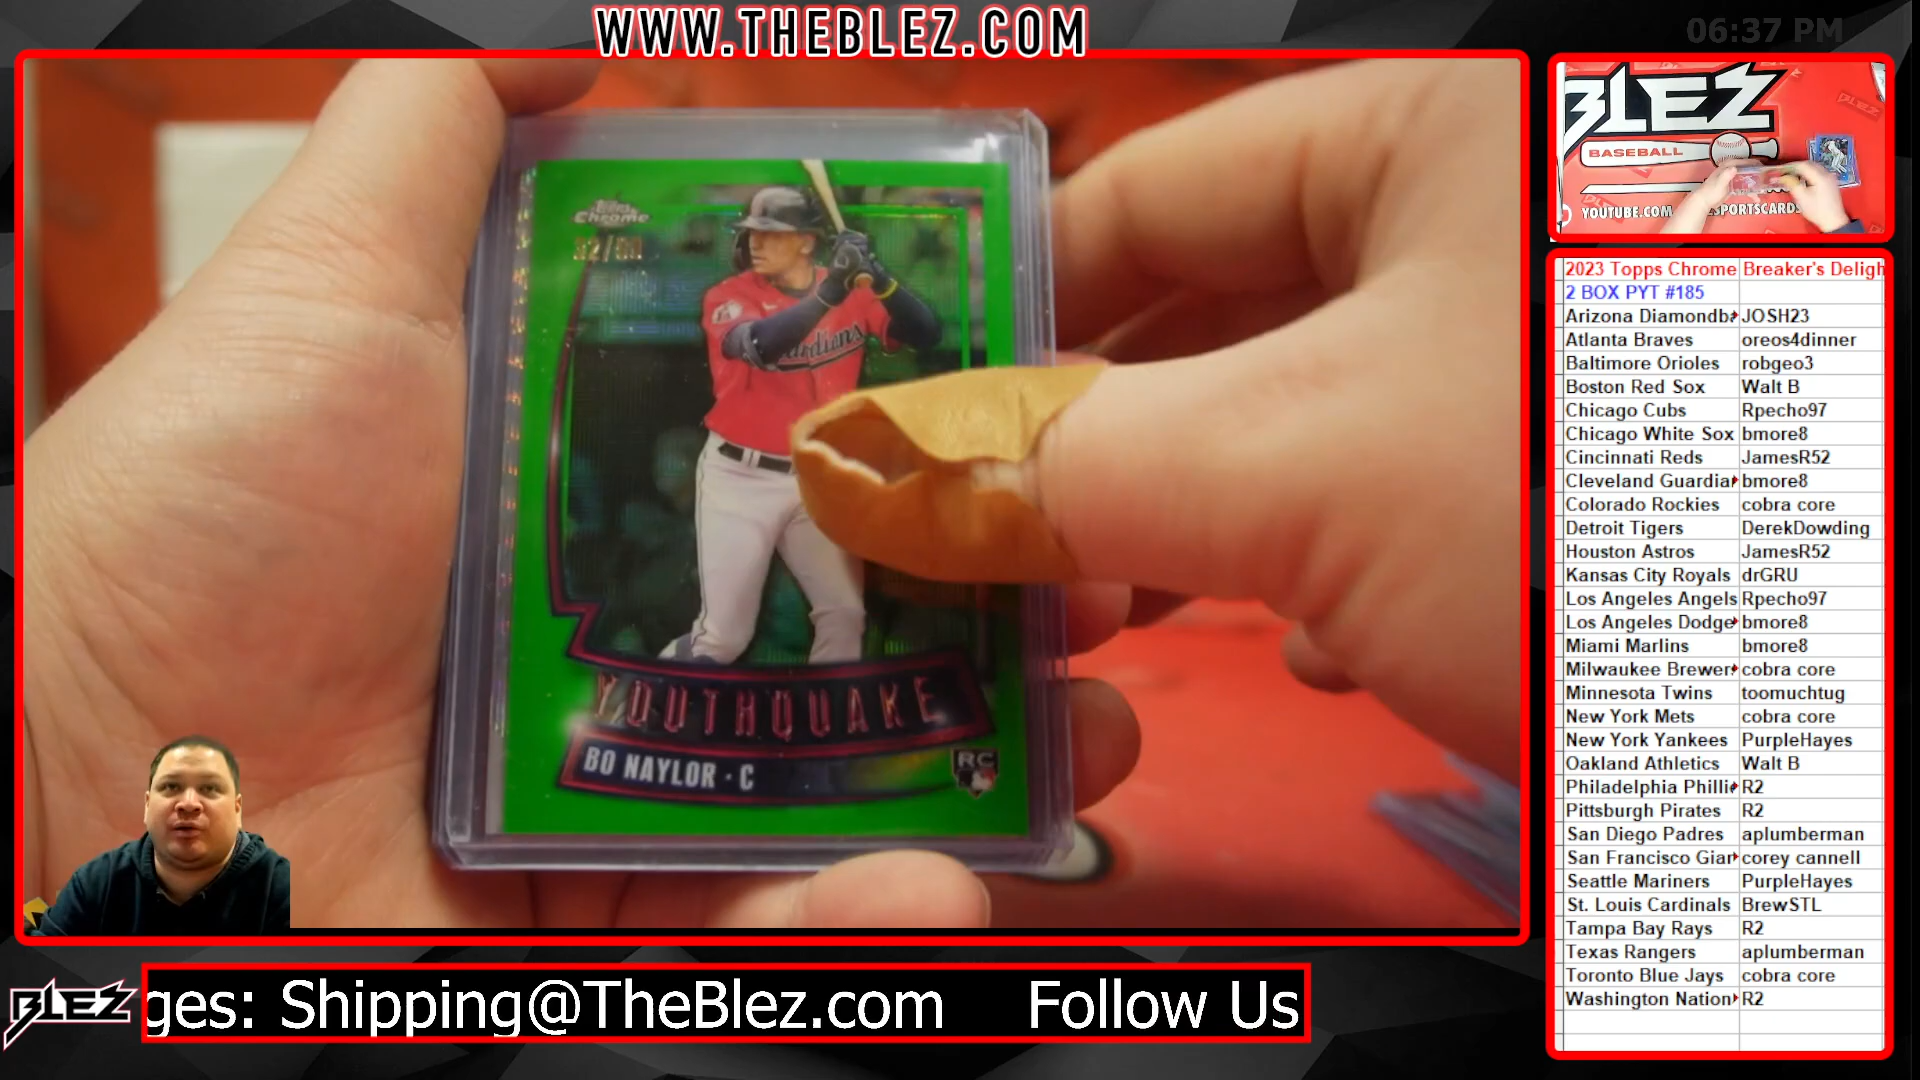 WWW.THEBLEZ.COM
06:37 PM
Topps
Chrome
Guardians
YOUTHQUAKE
BO NAYLOR · C
RC
BLEZ
BASEBALL
YOUTUBE.COM
2023 Topps Chrome Breaker's Deligh
2 BOX PYT #185
Arizona Diamondba JOSH23
Atlanta Braves oreos4dinner
Baltimore Orioles robgeo3
Boston Red Sox Walt B
Chicago Cubs Rpecho97
Chicago White Sox bmore8
Cincinnati Reds JamesR52
Cleveland Guardian bmore8
Colorado Rockies cobra core
Detroit Tigers DerekDowding
Houston Astros JamesR52
Kansas City Royals drGRU
Los Angeles Angels Rpecho97
Los Angeles Dodge bmore8
Miami Marlins bmore8
Milwaukee Brewer cobra core
Minnesota Twins toomuchtug
New York Mets cobra core
New York Yankees PurpleHayes
Oakland Athletics Walt B
Philadelphia Phillie R2
Pittsburgh Pirates R2
San Diego Padres aplumberman
San Francisco Gian corey cannell
Seattle Mariners PurpleHayes
St. Louis Cardinals BrewSTL
Tampa Bay Rays R2
Texas Rangers aplumberman
Toronto Blue Jays cobra core
Washington Nation R2
BLEZ
ges: Shipping@TheBlez.com Follow Us